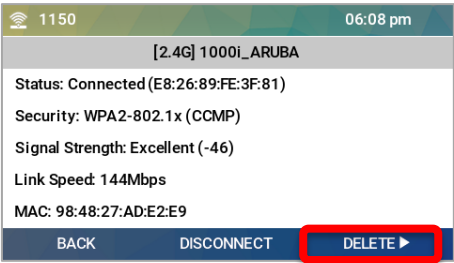 1150 06:08 pm
[2.4G] 1000i_ARUBA
Status: Connected (E8:26:89:FE:3F:81)
Security: WPA2-802.1x (CCMP)
Signal Strength: Excellent (-46)
Link Speed: 144Mbps
MAC: 98:48:27:AD:E2:E9
BACK DISCONNECT DELETE